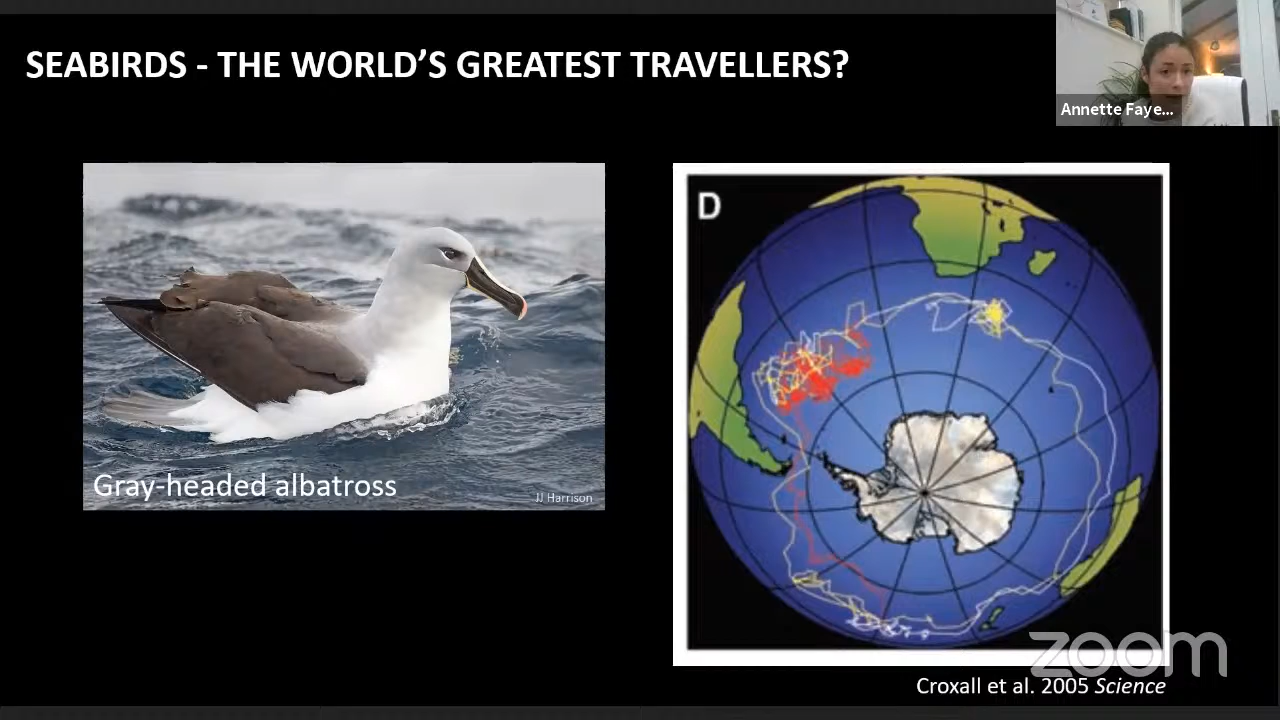 SEABIRDS - THE WORLD'S GREATEST TRAVELLERS?
Annette Faye...
D
Gray-headed albatross
JJ Harrison
zoom
Croxall et al. 2005 Science